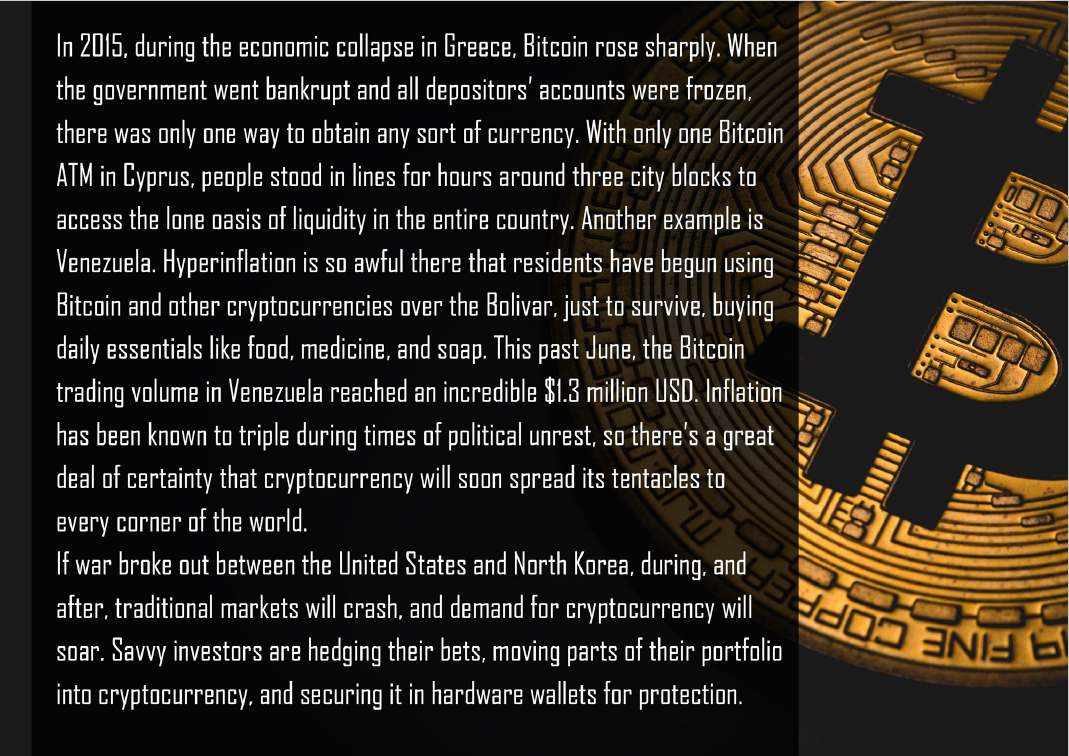 In 2015, during the economic collapse in Greece, Bitcoin rose sharply. When
the government went bankrupt and all depositors' accounts were frozen,
there was only one way to obtain any sort of currency. With only one Bitcoin
ATM in Cyprus, people stood in lines for hours around three city blocks to
access the lone oasis of liquidity in the entire country. Another example is
Venezuela. Hyperinflation is so awful there that residents have begun using
Bitcoin and other cryptocurrencies over the Bolivar, just to survive, buying
daily essentials like food, medicine, and soap. This past June, the Bitcoin
trading volume in Venezuela reached an incredible $1.3 million USD. Inflation
has been known to triple during times of political unrest, so there's a great
deal of certainty that cryptocurrency will soon spread its tentacles to
every corner of the world.
If war broke out between the United States and North Korea, during, and
after, traditional markets will crash, and demand for cryptocurrency will
soar. Savvy investors are hedging their bets, moving parts of their portfolio
into cryptocurrency, and securing it in hardware wallets for protection.
FINE COPPER